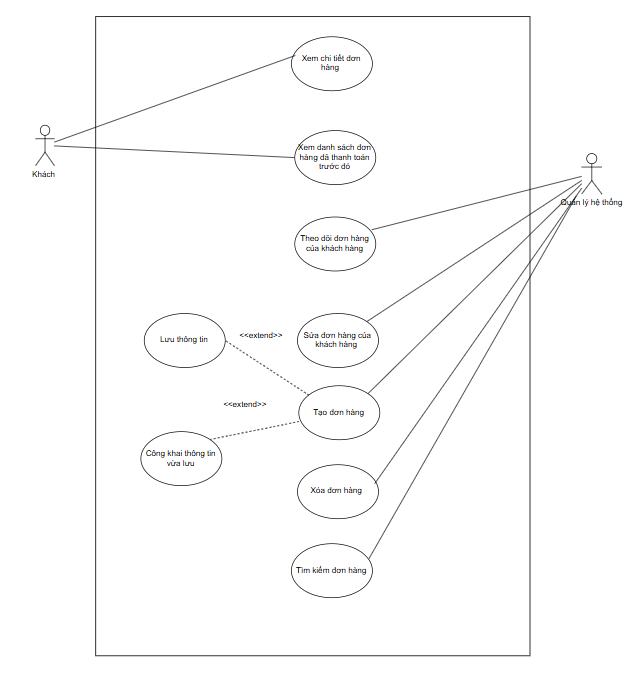 Xem chi tiết đơn
hàng
Xem danh sách đơn
hàng đã thanh toán
trước đó
Khách
Quản lý hệ thống
Theo dõi đơn hàng
của khách hàng
Lưu thông tin
<<extend>>
Sửa đơn hàng của
khách hàng
<<extend>>
Tạo đơn hàng
Công khai thông tin
vừa lưu
Xóa đơn hàng
Tìm kiếm đơn hàng